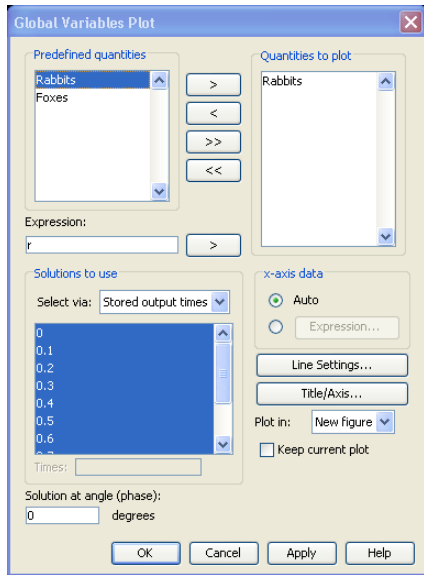 Global Variables Plot
Predefined quantities
Rabbits
Foxes
>
<
>>
<<
Quantities to plot
Rabbits
Expression:
r
>
Solutions to use
Select via: Stored output times
0
0.1
0.2
0.3
0.4
0.5
0.6
0.7
Times:
x-axis data
Auto
Expression...
Line Settings...
Title/Axis...
Plot in: New figure
Keep current plot
Solution at angle (phase):
0 degrees
OK Cancel Apply Help